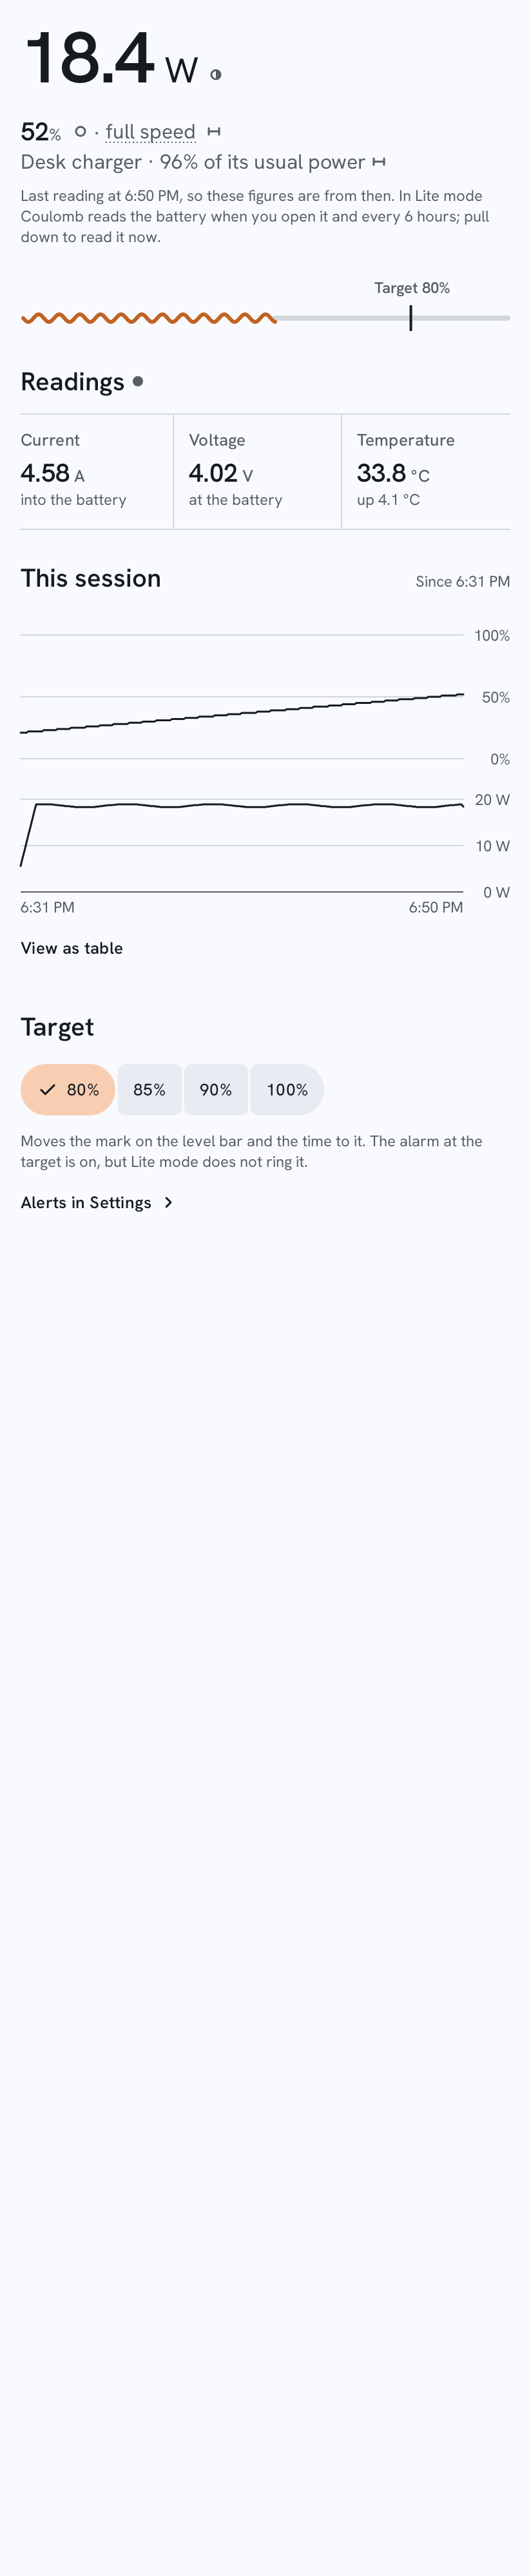 18.4 W
52% · full speed
Desk charger · 96% of its usual power
Last reading at 6:50 PM, so these figures are from then. In Lite mode
Coulomb reads the battery when you open it and every 6 hours; pull
down to read it now.
Target 80%
Readings
Current
4.58 A
into the battery
Voltage
4.02 V
at the battery
Temperature
33.8 °C
up 4.1 °C
This session
Since 6:31 PM
100%
50%
0%
20 W
10 W
0 W
6:31 PM
6:50 PM
View as table
Target
80%
85%
90%
100%
Moves the mark on the level bar and the time to it. The alarm at the
target is on, but Lite mode does not ring it.
Alerts in Settings